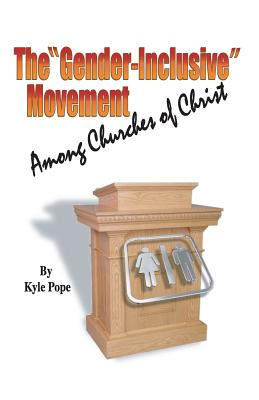 The "Gender-Inclusive"
Movement
Among Churches of Christ
By
Kyle Pope